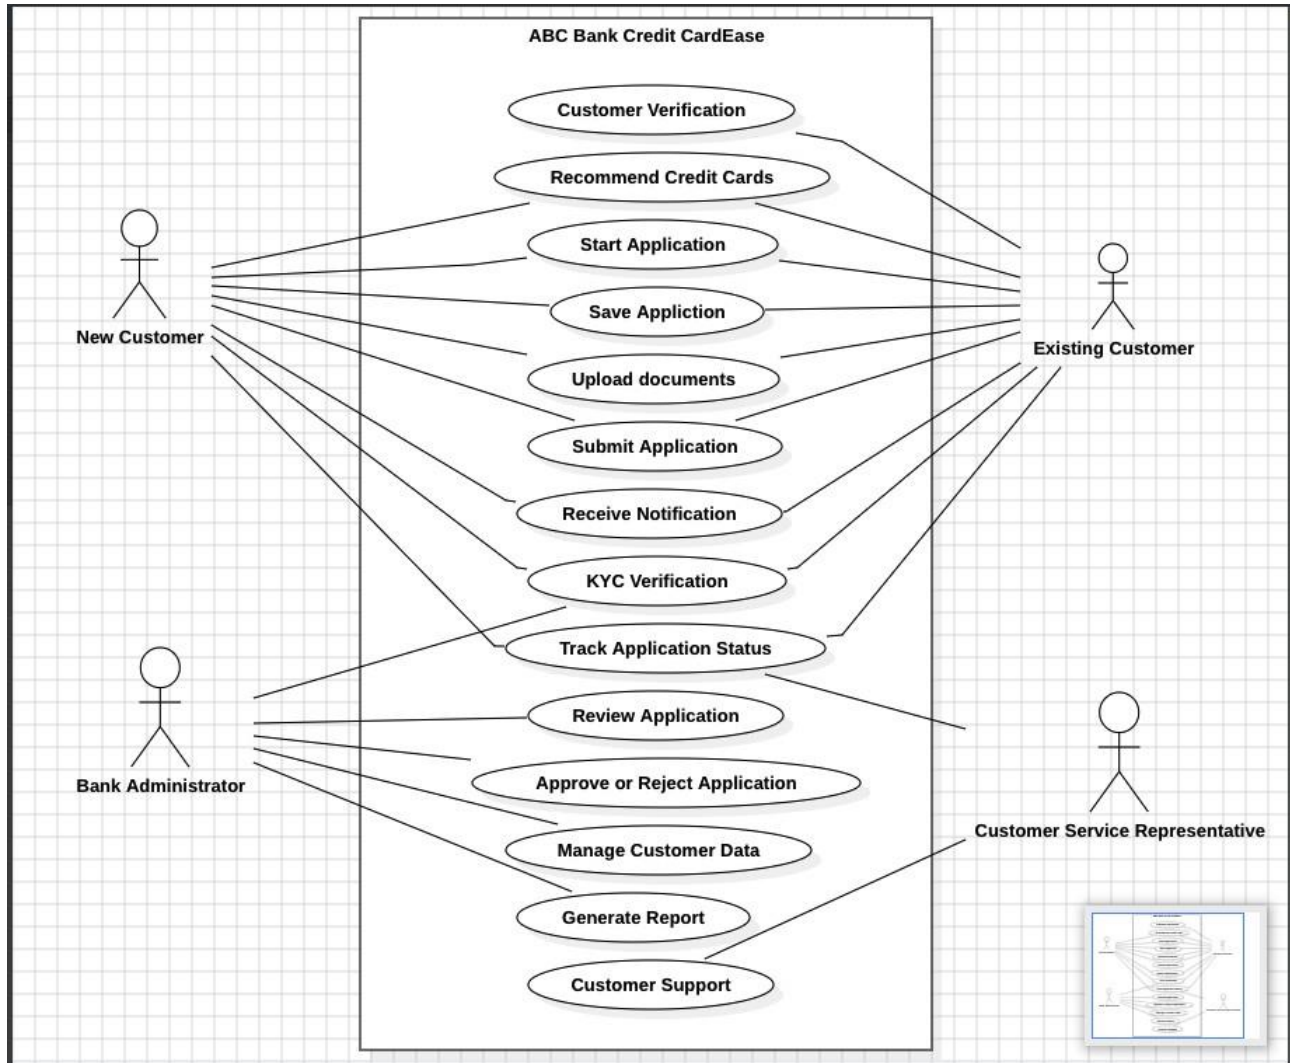 ABC Bank Credit CardEase
Customer Verification
Recommend Credit Cards
Start Application
Save Appliction
New Customer
Existing Customer
Upload documents
Submit Application
Receive Notification
KYC Verification
Track Application Status
Review Application
Bank Administrator
Approve or Reject Application
Customer Service Representative
Manage Customer Data
Generate Report
Customer Support